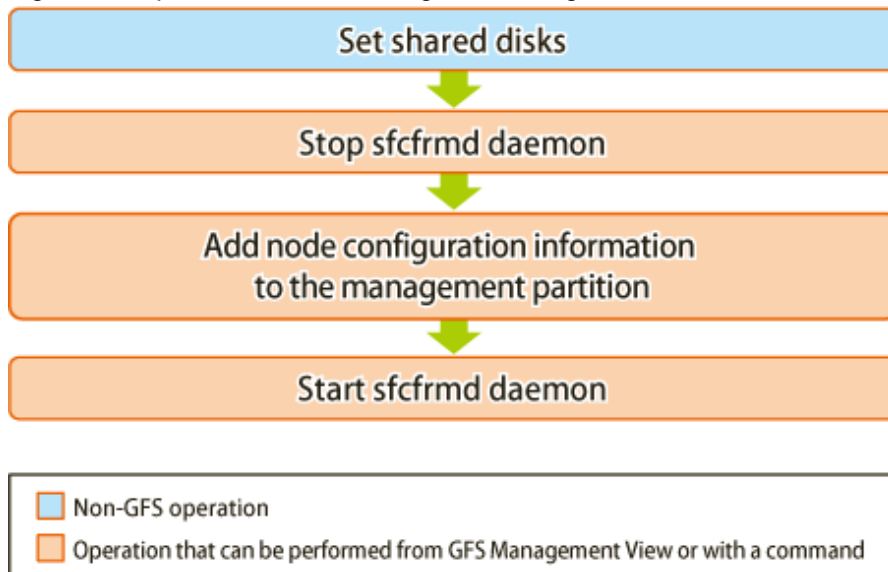 Set shared disks
Stop sfcfrmd daemon
Add node configuration information
to the management partition
Start sfcfrmd daemon
Non-GFS operation
Operation that can be performed from GFS Management View or with a command